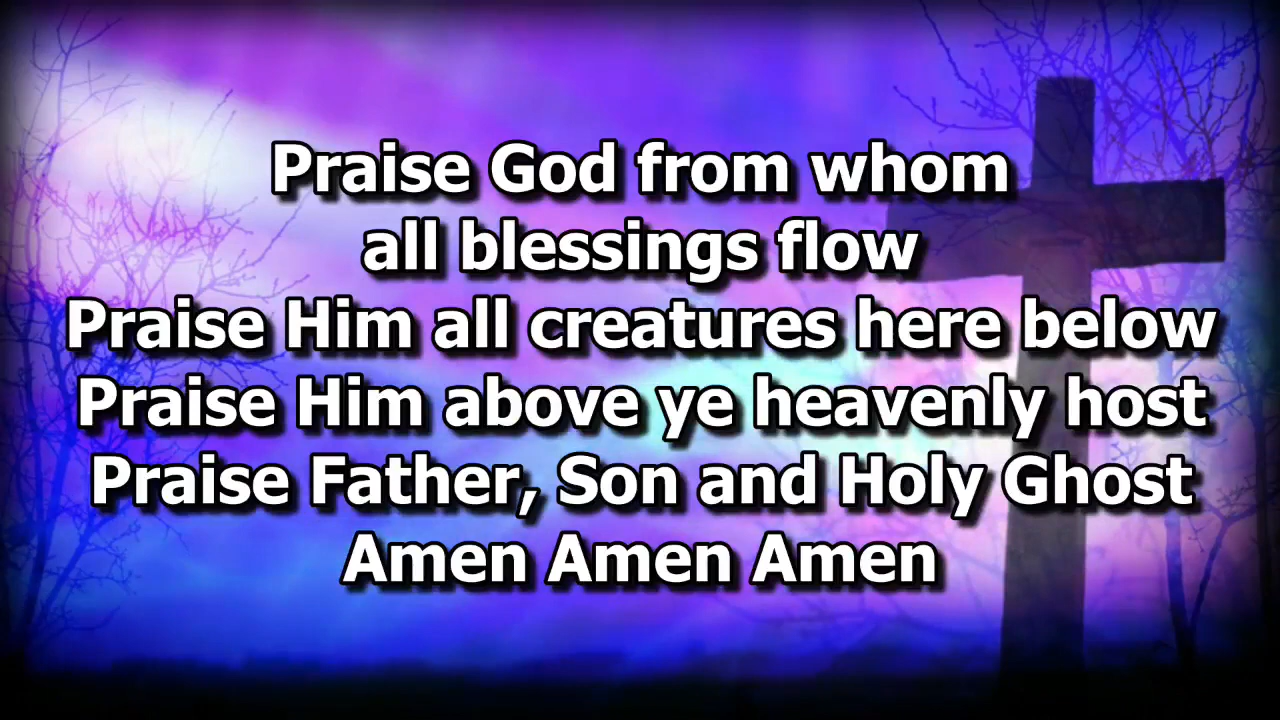 Praise God from whom
all blessings flow
Praise Him all creatures here below
Praise Him above ye heavenly host
Praise Father, Son and Holy Ghost
Amen Amen Amen